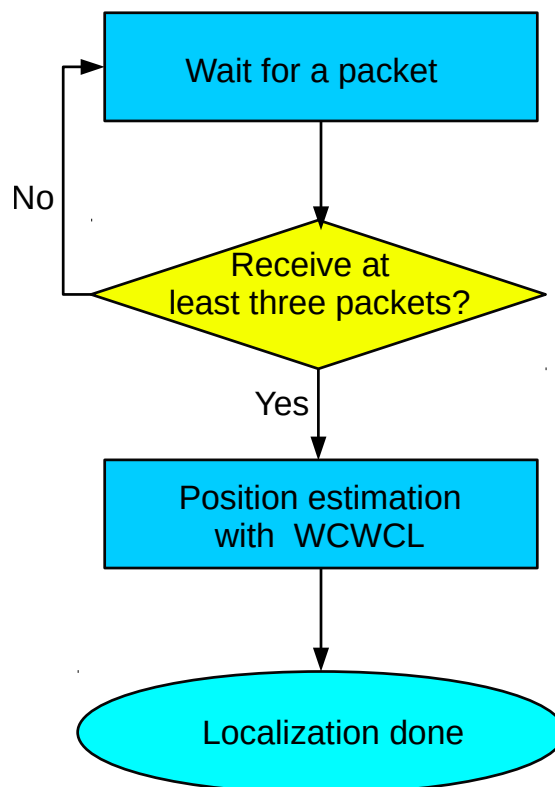 Wait for a packet
No
Receive at
least three packets?
Yes
Position estimation
with WCWCL
Localization done